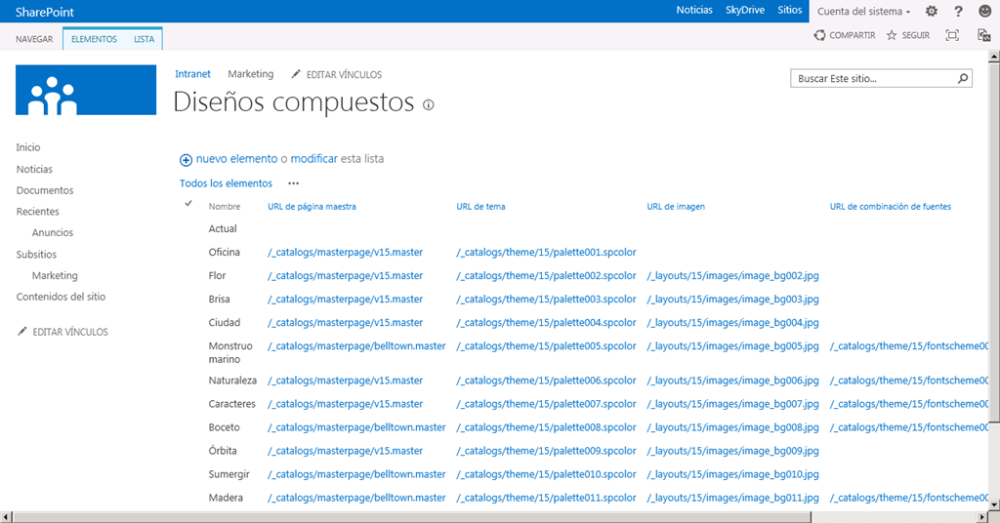 SharePoint Noticias SkyDrive Sitios Cuenta del sistema
NAVEGAR ELEMENTOS LISTA COMPARTIR SEGUIR
Intranet Marketing EDITAR VÍNCULOS
Buscar Este sitio...
Diseños compuestos
Inicio
Noticias
Documentos
Recientes
Anuncios
Subsitios
Marketing
Contenidos del sitio
EDITAR VÍNCULOS
nuevo elemento o modificar esta lista
Todos los elementos ...
Nombre URL de página maestra URL de tema URL de imagen URL de combinación de fuentes
Actual
Oficina /_catalogs/masterpage/v15.master /_catalogs/theme/15/palette001.spcolor
Flor /_catalogs/masterpage/v15.master /_catalogs/theme/15/palette002.spcolor /_layouts/15/images/image_bg002.jpg
Brisa /_catalogs/masterpage/v15.master /_catalogs/theme/15/palette003.spcolor /_layouts/15/images/image_bg003.jpg
Ciudad /_catalogs/masterpage/v15.master /_catalogs/theme/15/palette004.spcolor /_layouts/15/images/image_bg004.jpg
Monstruo /_catalogs/masterpage/belltown.master /_catalogs/theme/15/palette005.spcolor /_layouts/15/images/image_bg005.jpg /_catalogs/theme/15/fontscheme00
marino
Naturaleza /_catalogs/masterpage/v15.master /_catalogs/theme/15/palette006.spcolor /_layouts/15/images/image_bg006.jpg /_catalogs/theme/15/fontscheme00
Caracteres /_catalogs/masterpage/v15.master /_catalogs/theme/15/palette007.spcolor /_layouts/15/images/image_bg007.jpg /_catalogs/theme/15/fontscheme00
Boceto /_catalogs/masterpage/belltown.master /_catalogs/theme/15/palette008.spcolor /_layouts/15/images/image_bg008.jpg /_catalogs/theme/15/fontscheme00
Órbita /_catalogs/masterpage/v15.master /_catalogs/theme/15/palette009.spcolor /_layouts/15/images/image_bg009.jpg
Sumergir /_catalogs/masterpage/belltown.master /_catalogs/theme/15/palette010.spcolor /_layouts/15/images/image_bg010.jpg
Madera /_catalogs/masterpage/belltown.master /_catalogs/theme/15/palette011.spcolor /_layouts/15/images/image_bg011.jpg /_catalogs/theme/15/fontscheme00